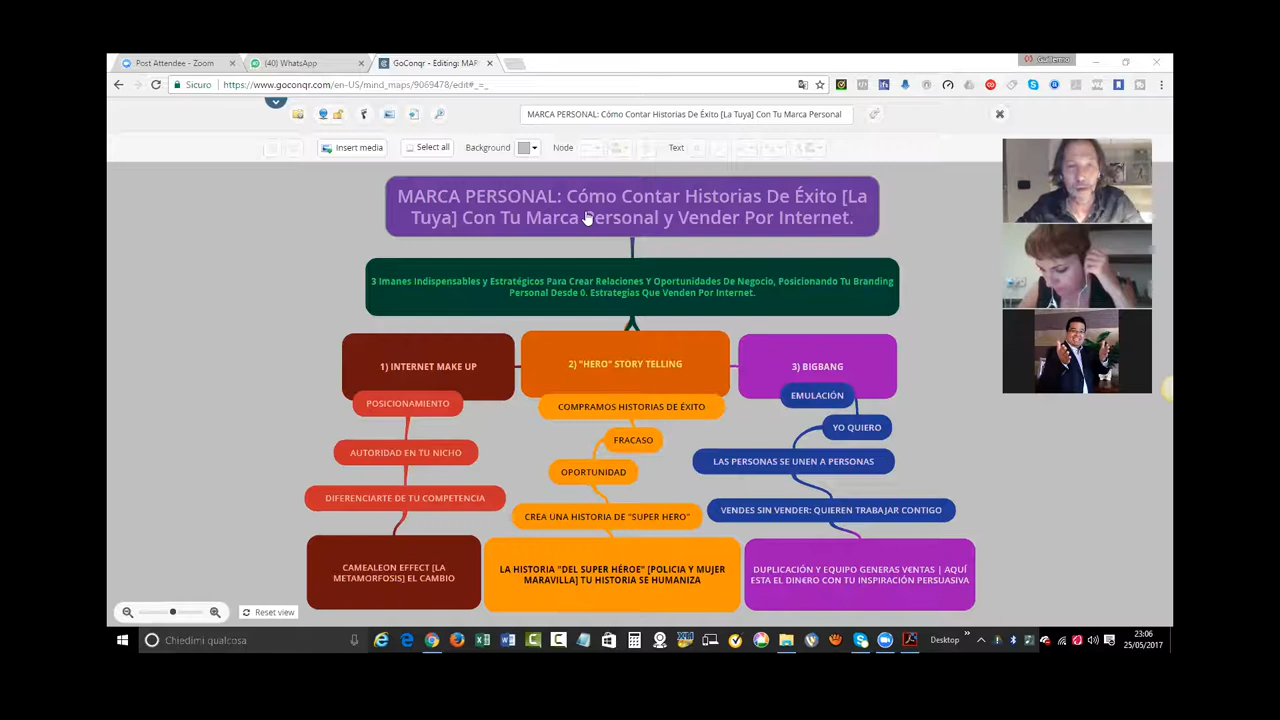 Post Attendee - Zoom
(40) WhatsApp
GoConqr - Editing: MAR
Guillermo
Sicuro
https://www.goconqr.com/en-US/mind_maps/9069478/edit#_=_
MARCA PERSONAL: Cómo Contar Historias De Éxito [La Tuya] Con Tu Marca Personal
Insert media
Select all
Background
Node
Text
MARCA PERSONAL: Cómo Contar Historias De Éxito [La
Tuya] Con Tu Marca Personal y Vender Por Internet.
3 Imanes Indispensables y Estratégicos Para Crear Relaciones Y Oportunidades De Negocio, Posicionando Tu Branding
Personal Desde 0. Estrategias Que Venden Por Internet.
1) INTERNET MAKE UP
2) "HERO" STORY TELLING
3) BIGBANG
POSICIONAMIENTO
COMPRAMOS HISTORIAS DE ÉXITO
EMULACIÓN
YO QUIERO
FRACASO
AUTORIDAD EN TU NICHO
LAS PERSONAS SE UNEN A PERSONAS
OPORTUNIDAD
DIFERENCIARTE DE TU COMPETENCIA
CREA UNA HISTORIA DE "SUPER HERO"
VENDES SIN VENDER: QUIEREN TRABAJAR CONTIGO
CAMEALEON EFFECT [LA
METAMORFOSIS] EL CAMBIO
LA HISTORIA "DEL SUPER HÉROE" [POLICIA Y MUJER
MARAVILLA] TU HISTORIA SE HUMANIZA
DUPLICACIÓN Y EQUIPO GENERAS V€NTAS | AQUÍ
ESTA EL DIN€RO CON TU INSPIRACIÓN PERSUASIVA
Reset view
Chiedimi qualcosa
Desktop
23:06
25/05/2017